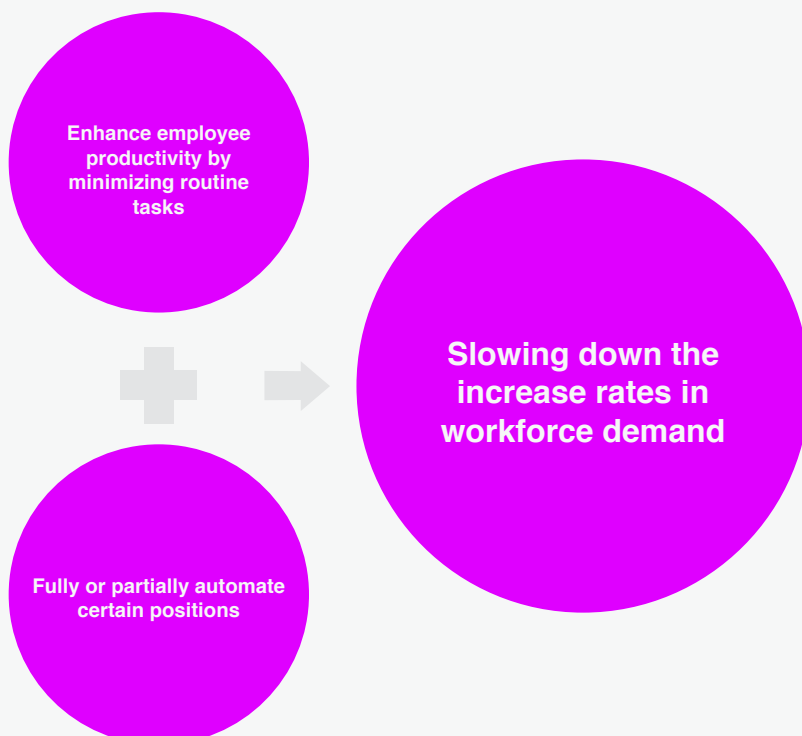 Enhance employee
productivity by
minimizing routine
tasks
Slowing down the
increase rates in
workforce demand
Fully or partially automate
certain positions